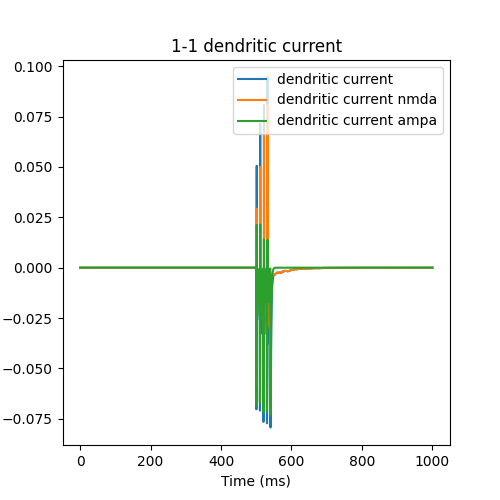 1-1 dendritic current
dendritic current
dendritic current nmda
dendritic current ampa
0.100
0.075
0.050
0.025
0.000
−0.025
−0.050
−0.075
0 200 400 600 800 1000
Time (ms)